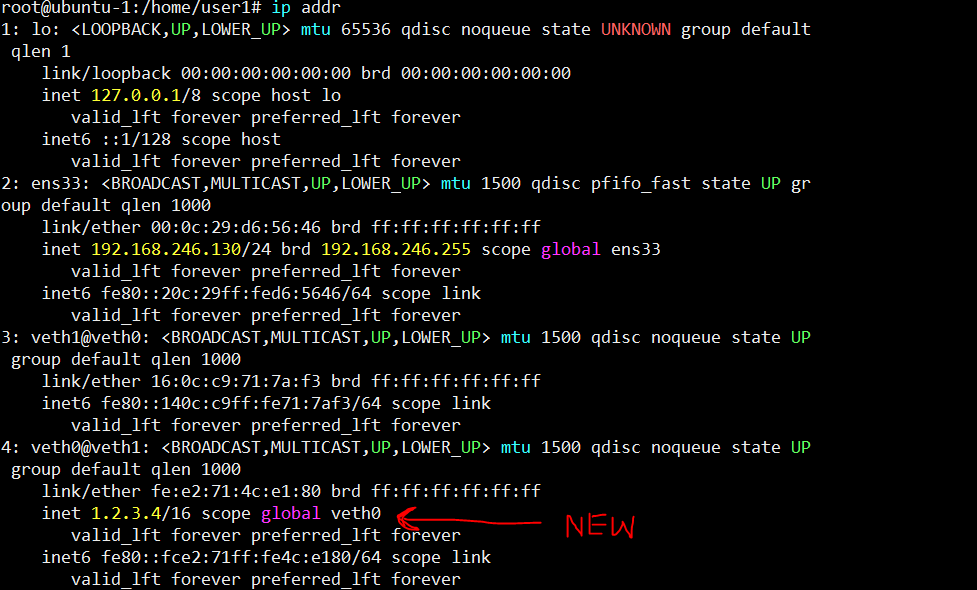 root@ubuntu-1:/home/user1# ip addr
1: lo: <LOOPBACK,UP,LOWER_UP> mtu 65536 qdisc noqueue state UNKNOWN group default
 qlen 1
    link/loopback 00:00:00:00:00:00 brd 00:00:00:00:00:00
    inet 127.0.0.1/8 scope host lo
       valid_lft forever preferred_lft forever
    inet6 ::1/128 scope host
       valid_lft forever preferred_lft forever
2: ens33: <BROADCAST,MULTICAST,UP,LOWER_UP> mtu 1500 qdisc pfifo_fast state UP gr
oup default qlen 1000
    link/ether 00:0c:29:d6:56:46 brd ff:ff:ff:ff:ff:ff
    inet 192.168.246.130/24 brd 192.168.246.255 scope global ens33
       valid_lft forever preferred_lft forever
    inet6 fe80::20c:29ff:fed6:5646/64 scope link
       valid_lft forever preferred_lft forever
3: veth1@veth0: <BROADCAST,MULTICAST,UP,LOWER_UP> mtu 1500 qdisc noqueue state UP
 group default qlen 1000
    link/ether 16:0c:c9:71:7a:f3 brd ff:ff:ff:ff:ff:ff
    inet6 fe80::140c:c9ff:fe71:7af3/64 scope link
       valid_lft forever preferred_lft forever
4: veth0@veth1: <BROADCAST,MULTICAST,UP,LOWER_UP> mtu 1500 qdisc noqueue state UP
 group default qlen 1000
    link/ether fe:e2:71:4c:e1:80 brd ff:ff:ff:ff:ff:ff
    inet 1.2.3.4/16 scope global veth0
NEW
       valid_lft forever preferred_lft forever
    inet6 fe80::fce2:71ff:fe4c:e180/64 scope link
       valid_lft forever preferred_lft forever